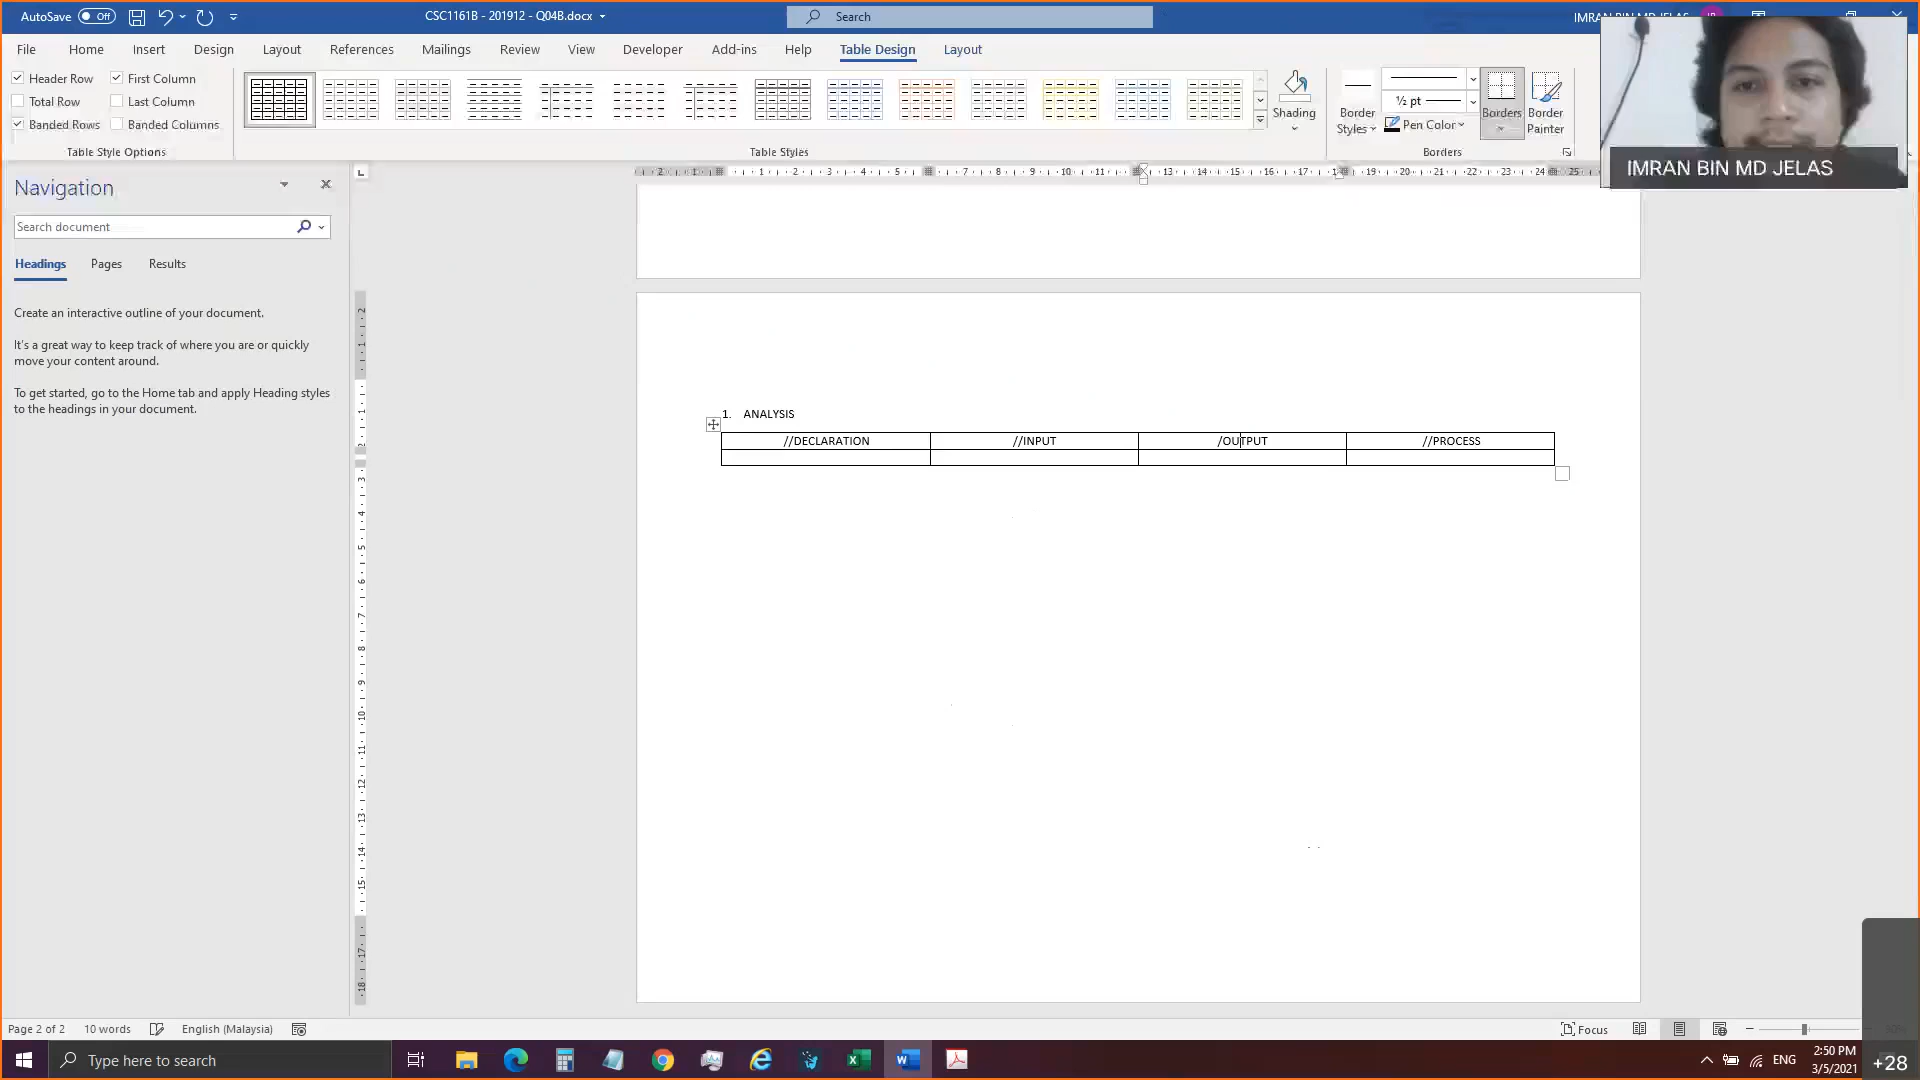 AutoSave Off CSC1161B - 201912 - Q04B.docx Search
File Home Insert Design Layout References Mailings Review View Developer Add-ins Help Table Design Layout
Header Row First Column
Total Row Last Column
Banded Rows Banded Columns
Table Style Options
Table Styles
Shading
Border Styles
½ pt
Pen Color
Borders
Border Painter
Borders
IMRAN BIN MD JELAS
Navigation
Search document
Headings Pages Results
Create an interactive outline of your document.
It's a great way to keep track of where you are or quickly
move your content around.
To get started, go to the Home tab and apply Heading styles
to the headings in your document.
1. ANALYSIS
//DECLARATION //INPUT /OUTPUT //PROCESS
Page 2 of 2 10 words English (Malaysia) Focus
Type here to search
ENG
2:50 PM
3/5/2021
+28